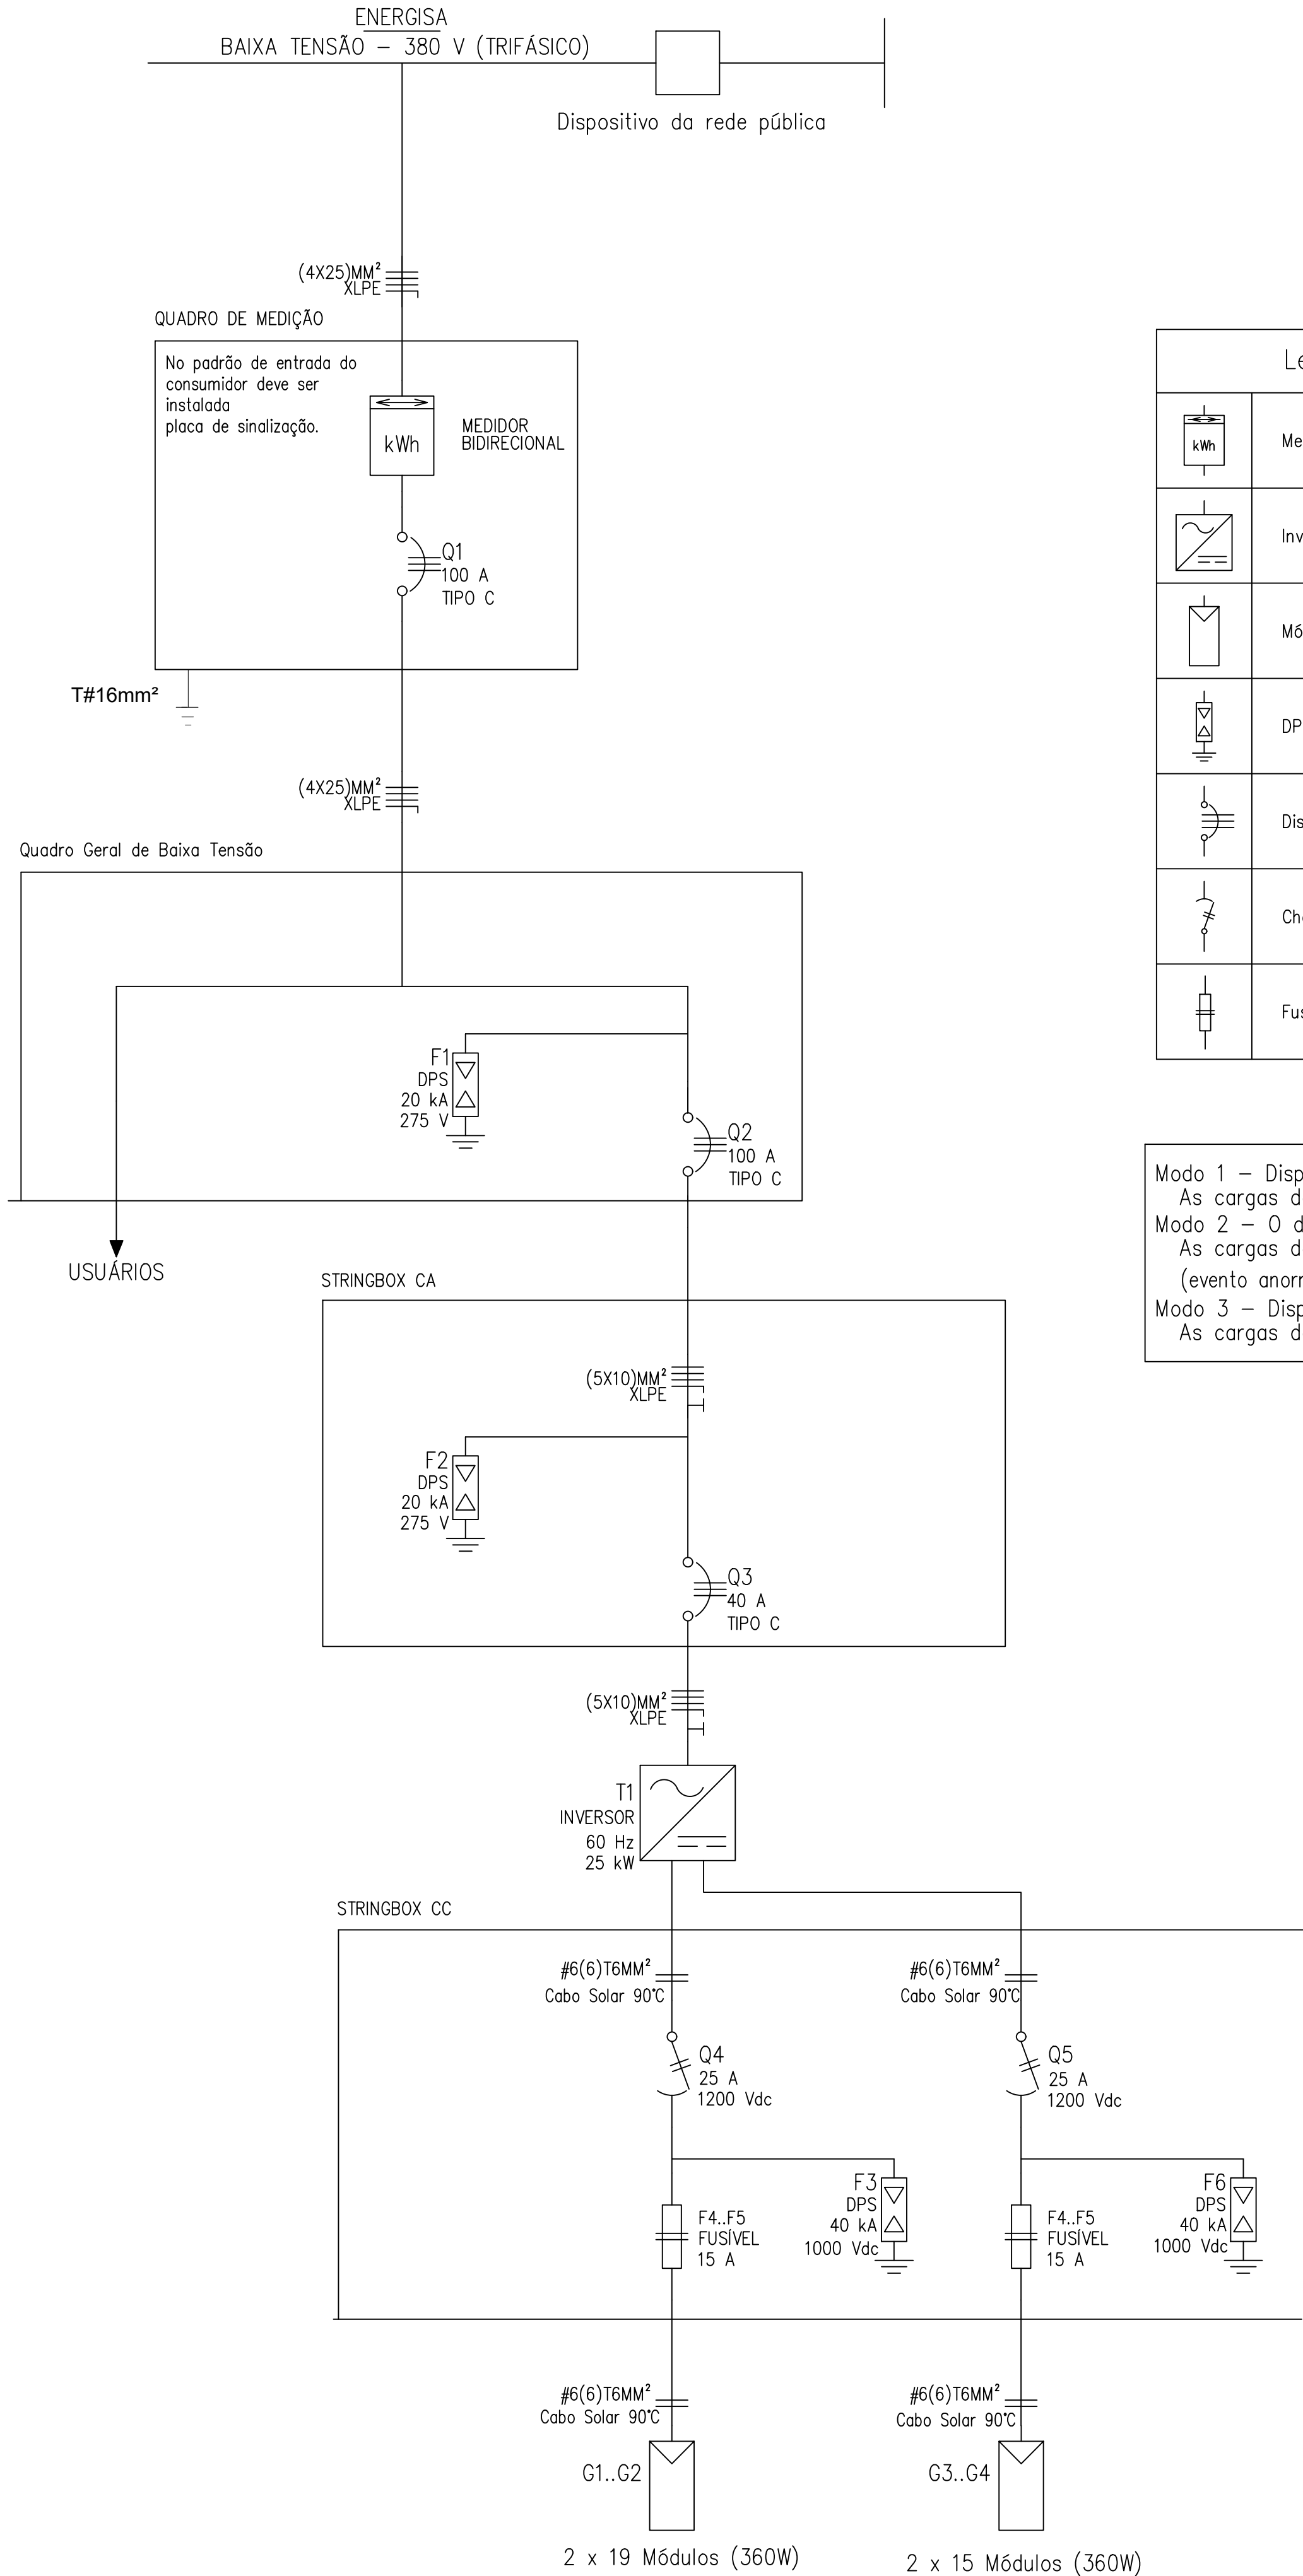 ENERGISA
BAIXA TENSÃO - 380 V (TRIFÁSICO)
Dispositivo da rede pública
(4X25)MM²
XLPE
QUADRO DE MEDIÇÃO
No padrão de entrada do
consumidor deve ser
instalada
placa de sinalização.
kWh
MEDIDOR
BIDIRECIONAL
Q1
100 A
TIPO C
T#16mm²
(4X25)MM²
XLPE
Quadro Geral de Baixa Tensão
F1
DPS
20 kA
275 V
Q2
100 A
TIPO C
USUÁRIOS
STRINGBOX CA
(5X10)MM²
XLPE
F2
DPS
20 kA
275 V
Q3
40 A
TIPO C
(5X10)MM²
XLPE
T1
INVERSOR
60 Hz
25 kW
STRINGBOX CC
#6(6)T6MM²
Cabo Solar 90°C
#6(6)T6MM²
Cabo Solar 90°C
Q4
25 A
1200 Vdc
Q5
25 A
1200 Vdc
F3
DPS
40 kA
1000 Vdc
F4..F5
FUSÍVEL
15 A
F6
DPS
40 kA
1000 Vdc
F4..F5
FUSÍVEL
15 A
#6(6)T6MM²
Cabo Solar 90°C
#6(6)T6MM²
Cabo Solar 90°C
G1..G2
G3..G4
2 x 19 Módulos (360W)
2 x 15 Módulos (360W)
Le
kWh
Me
Inv
Mó
DP
Dis
Ch
Fus
Modo 1 - Disp
As cargas d
Modo 2 - O d
As cargas d
(evento anorr
Modo 3 - Disp
As cargas d